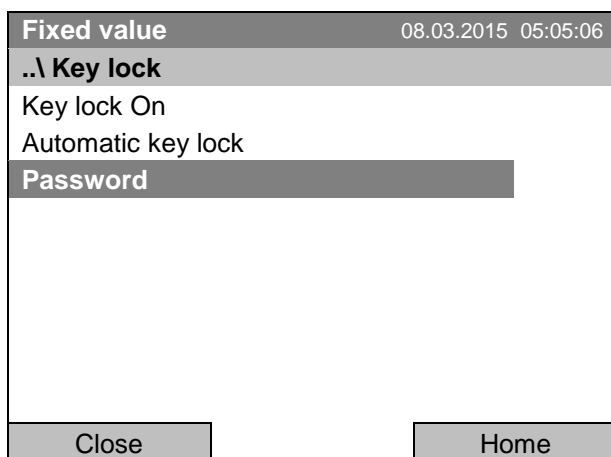 Fixed value 08.03.2015 05:05:06
..\ Key lock
Key lock On
Automatic key lock
Password
Close Home